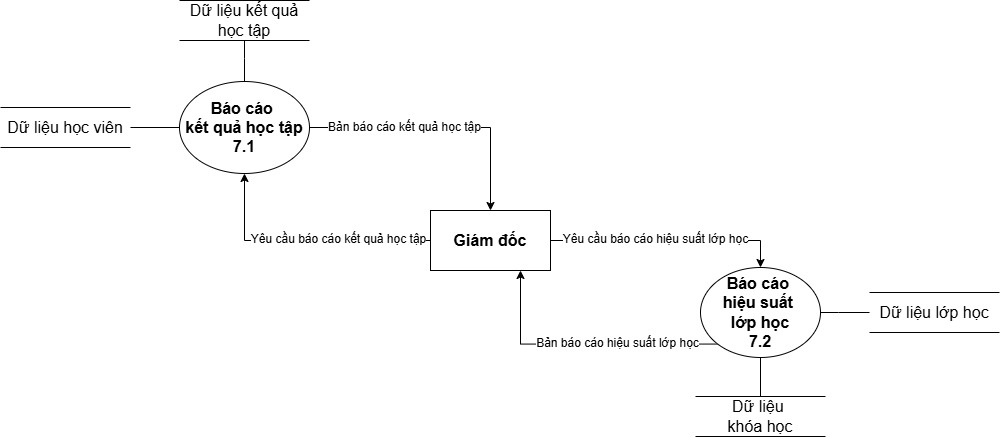 Dữ liệu kết quả
học tập
Dữ liệu học viên
Báo cáo
kết quả học tập
7.1
Bản báo cáo kết quả học tập
Yêu cầu báo cáo kết quả học tập
Giám đốc
Yêu cầu báo cáo hiệu suất lớp học
Báo cáo
hiệu suất
lớp học
7.2
Dữ liệu lớp học
Bản báo cáo hiệu suất lớp học
Dữ liệu
khóa học